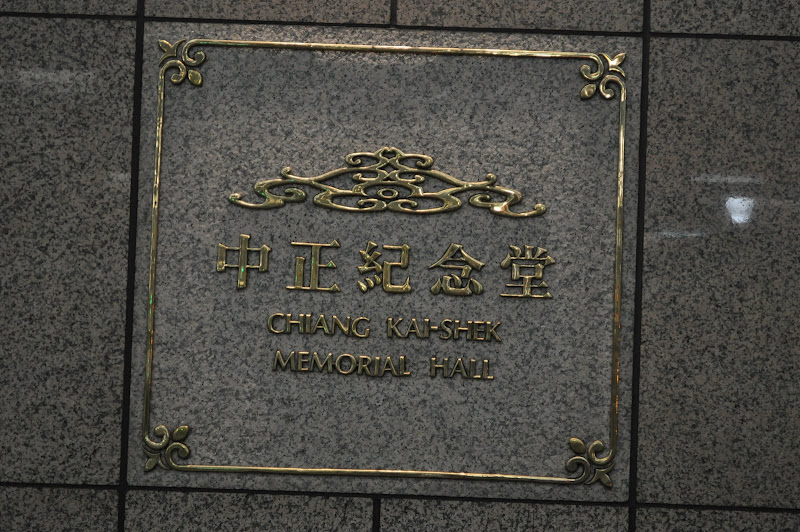 中正紀念堂
CHIANG KAI-SHEK
MEMORIAL HALL